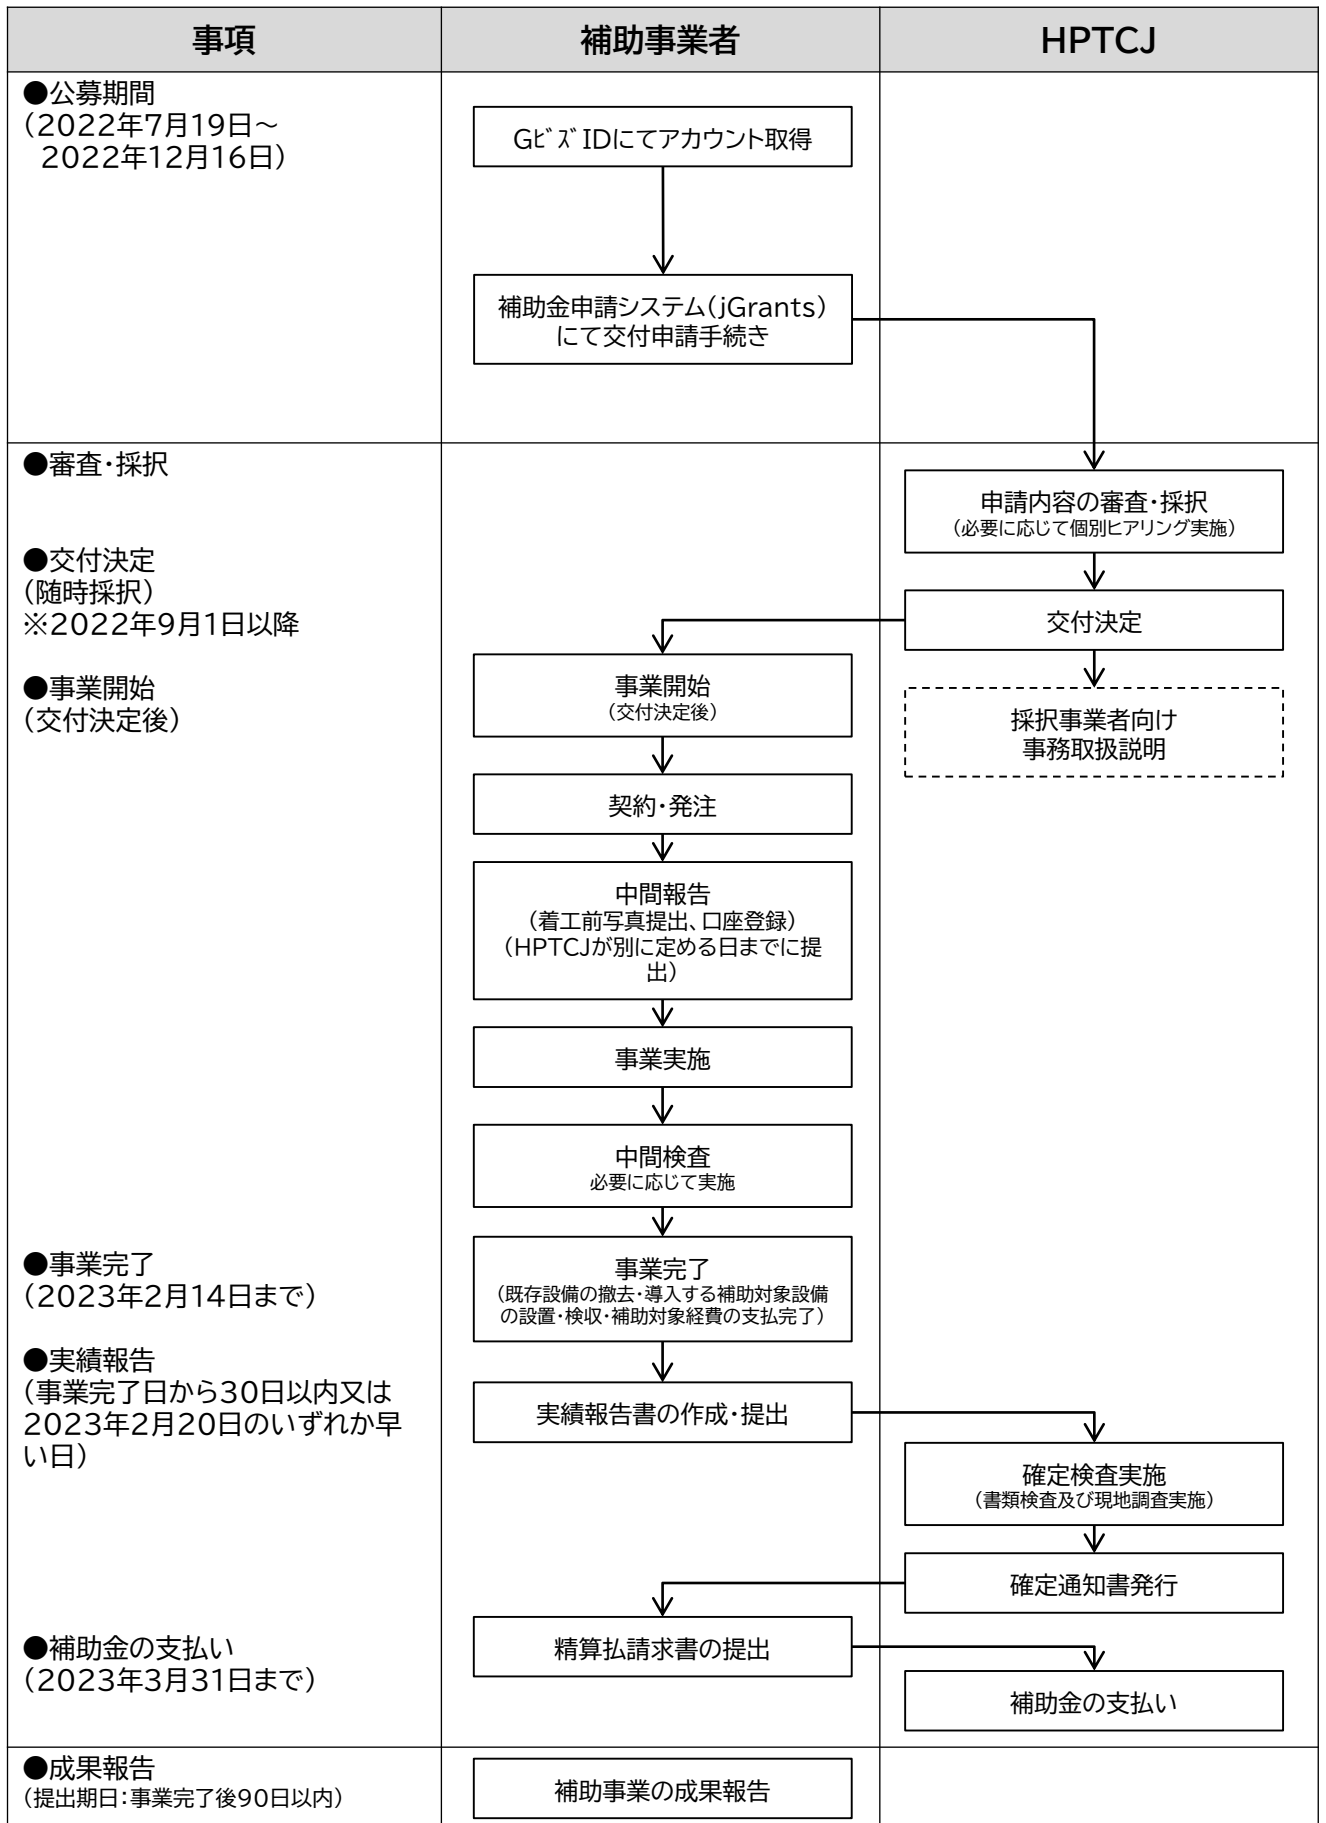 事項
補助事業者
HPTCJ
●公募期間
(2022年7月19日～
2022年12月16日)
GﾋﾞｽﾞIDにてアカウント取得
補助金申請システム(jGrants)
にて交付申請手続き
●審査・採択
申請内容の審査・採択
(必要に応じて個別ヒアリング実施)
●交付決定
(随時採択)
※2022年9月1日以降
交付決定
●事業開始
(交付決定後)
事業開始
(交付決定後)
採択事業者向け
事務取扱説明
契約・発注
中間報告
(着工前写真提出、口座登録)
(HPTCJが別に定める日までに提
出)
事業実施
中間検査
必要に応じて実施
●事業完了
(2023年2月14日まで)
事業完了
(既存設備の撤去・導入する補助対象設備
の設置・検収・補助対象経費の支払完了)
●実績報告
(事業完了日から30日以内又は
2023年2月20日のいずれか早
い日)
実績報告書の作成・提出
確定検査実施
(書類検査及び現地調査実施)
確定通知書発行
●補助金の支払い
(2023年3月31日まで)
精算払請求書の提出
補助金の支払い
●成果報告
(提出期日：事業完了後90日以内)
補助事業の成果報告